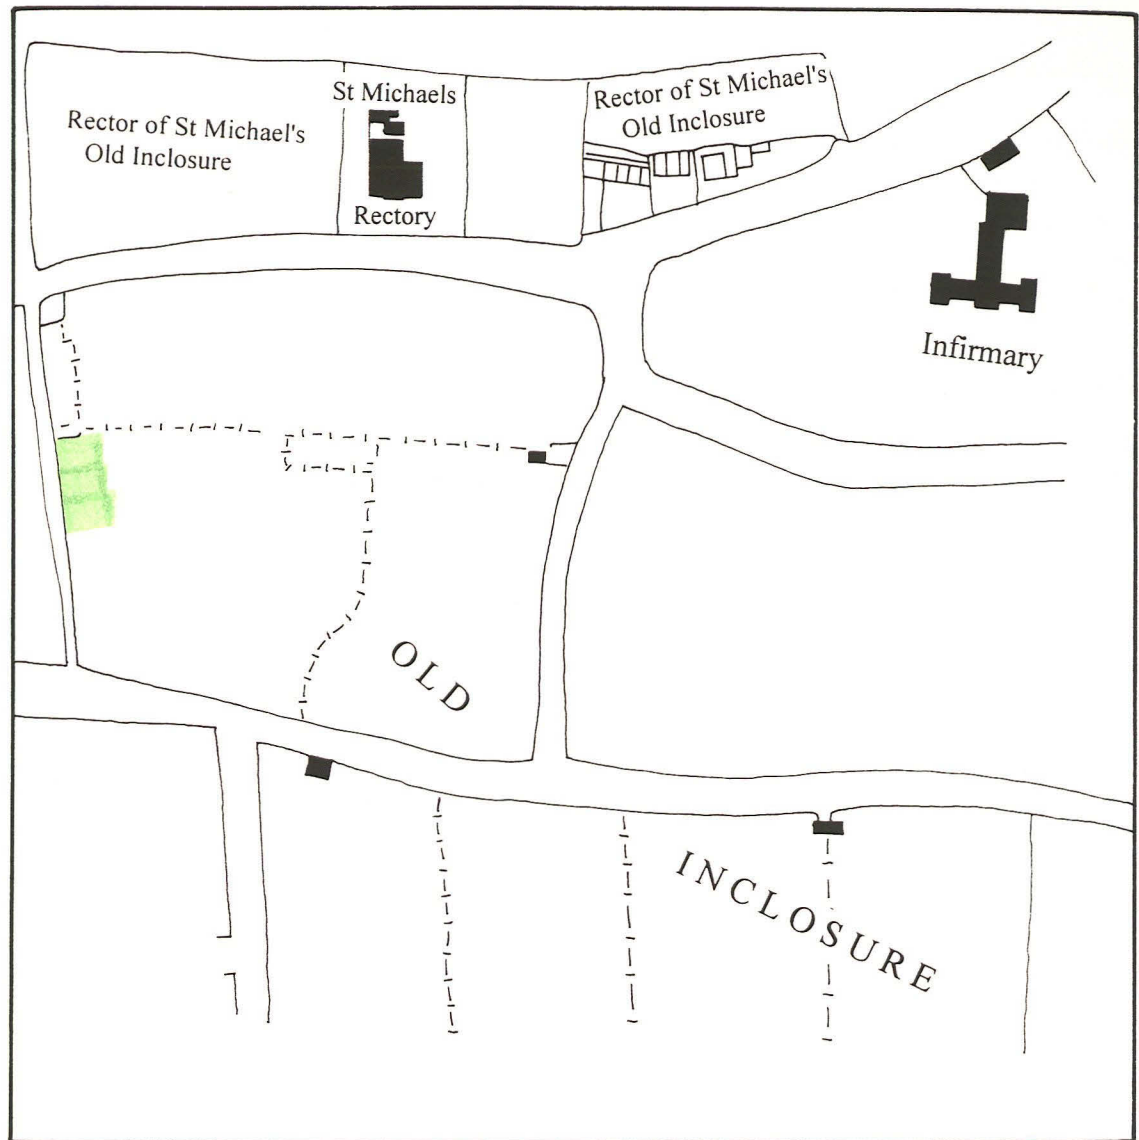 St Michaels
Rector of St Michael's
Old Inclosure
Rectory
Rector of St Michael's
Old Inclosure
Infirmary
OLD
INCLOSURE